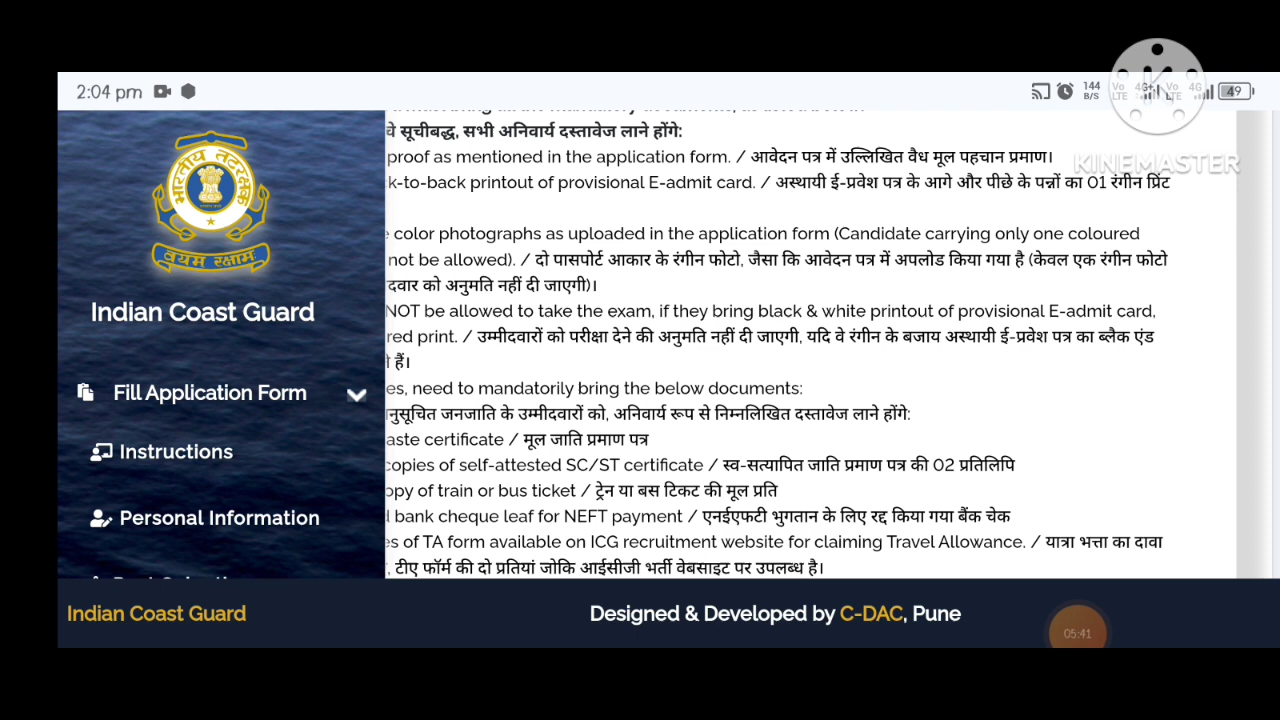 2:04 pm
144
B/S
Vo
LTE
4G+
Vo
LTE
4G
49
KINEMASTER
भारतीय तटरक्षक
वयम रक्षामः
Indian Coast Guard
Fill Application Form
Instructions
Personal Information
चे सूचीबद्ध, सभी अनिवार्य दस्तावेज लाने होंगे:
proof as mentioned in the application form. / आवेदन पत्र में उल्लिखित वैध मूल पहचान प्रमाण।
k-to-back printout of provisional E-admit card. / अस्थायी ई-प्रवेश पत्र के आगे और पीछे के पन्नों का 01 रंगीन प्रिंट
color photographs as uploaded in the application form (Candidate carrying only one coloured
not be allowed). / दो पासपोर्ट आकार के रंगीन फोटो, जैसा कि आवेदन पत्र में अपलोड किया गया है (केवल एक रंगीन फोटो
दवार को अनुमति नहीं दी जाएगी)।
NOT be allowed to take the exam, if they bring black & white printout of provisional E-admit card,
red print. / उम्मीदवारों को परीक्षा देने की अनुमति नहीं दी जाएगी, यदि वे रंगीन के बजाय अस्थायी ई-प्रवेश पत्र का ब्लैक एंड
हैं।
es, need to mandatorily bring the below documents:
नुसूचित जनजाति के उम्मीदवारों को, अनिवार्य रूप से निम्नलिखित दस्तावेज लाने होंगे:
aste certificate / मूल जाति प्रमाण पत्र
copies of self-attested SC/ST certificate / स्व-सत्यापित जाति प्रमाण पत्र की 02 प्रतिलिपि
opy of train or bus ticket / ट्रेन या बस टिकट की मूल प्रति
bank cheque leaf for NEFT payment / एनईएफटी भुगतान के लिए रद्द किया गया बैंक चेक
es of TA form available on ICG recruitment website for claiming Travel Allowance. / यात्रा भत्ता का दावा
, टीए फॉर्म की दो प्रतियां जोकि आईसीजी भर्ती वेबसाइट पर उपलब्ध है।
Indian Coast Guard
Designed & Developed by C-DAC, Pune
05:41